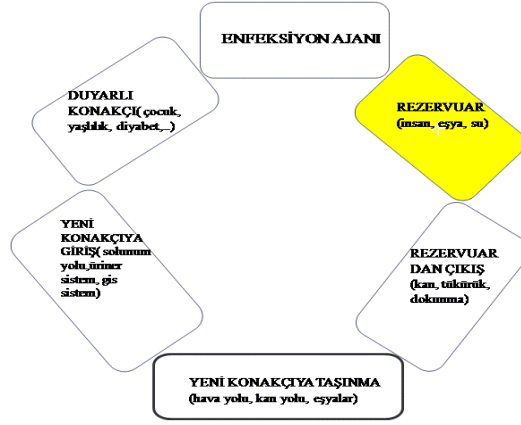 ENFEKSİYON AJANI
REZERVUAR
(insan, eşya, su)
REZERVUAR
DAN ÇIKIŞ
(kan, tükürük,
dokunma)
YENİ KONAKÇIYA TAŞINMA
(hava yolu, kan yolu, eşyalar)
YENİ
KONAKÇIYA
GİRİŞ( solunum
yolu,üriner
sistem, gis
sistem)
DUYARLI
KONAKÇI( çocuk,
yaşlılık, diyabet,..)